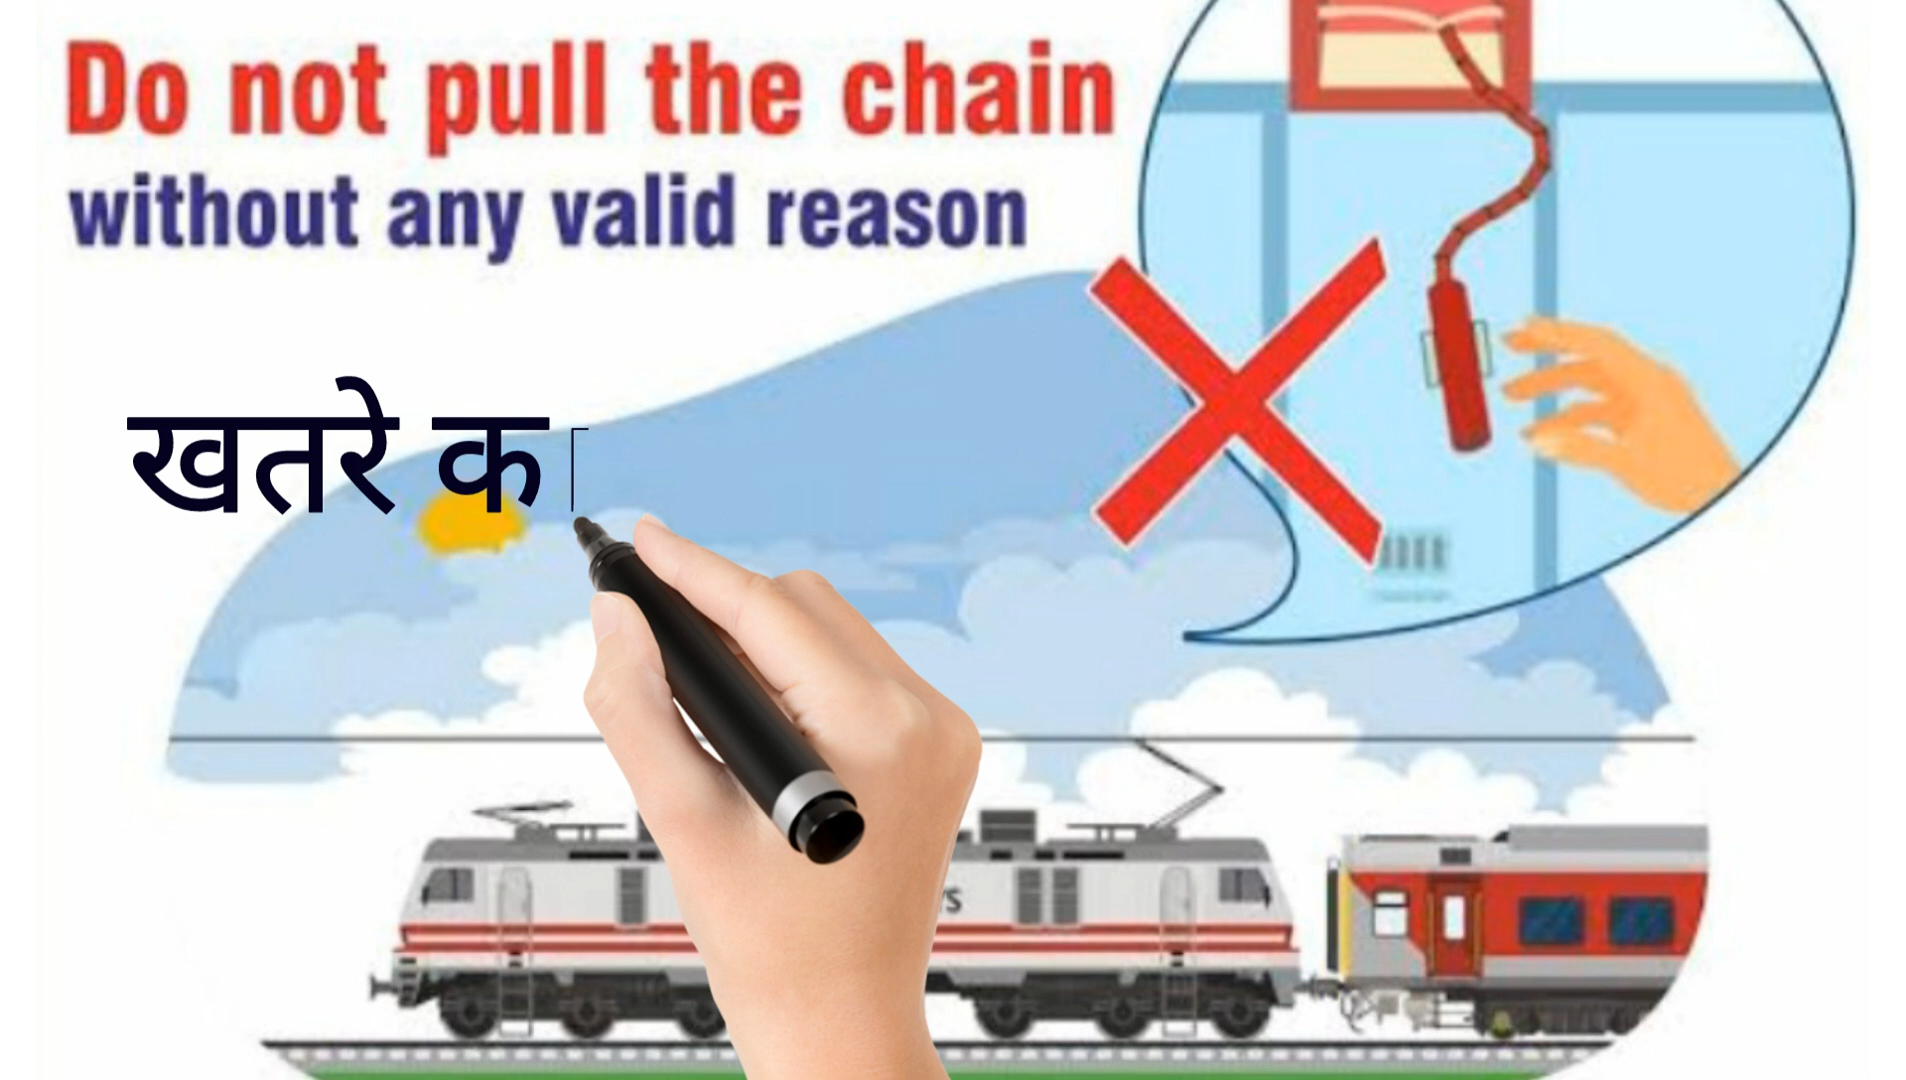 Do not pull the chain
without any valid reason
खतरे क